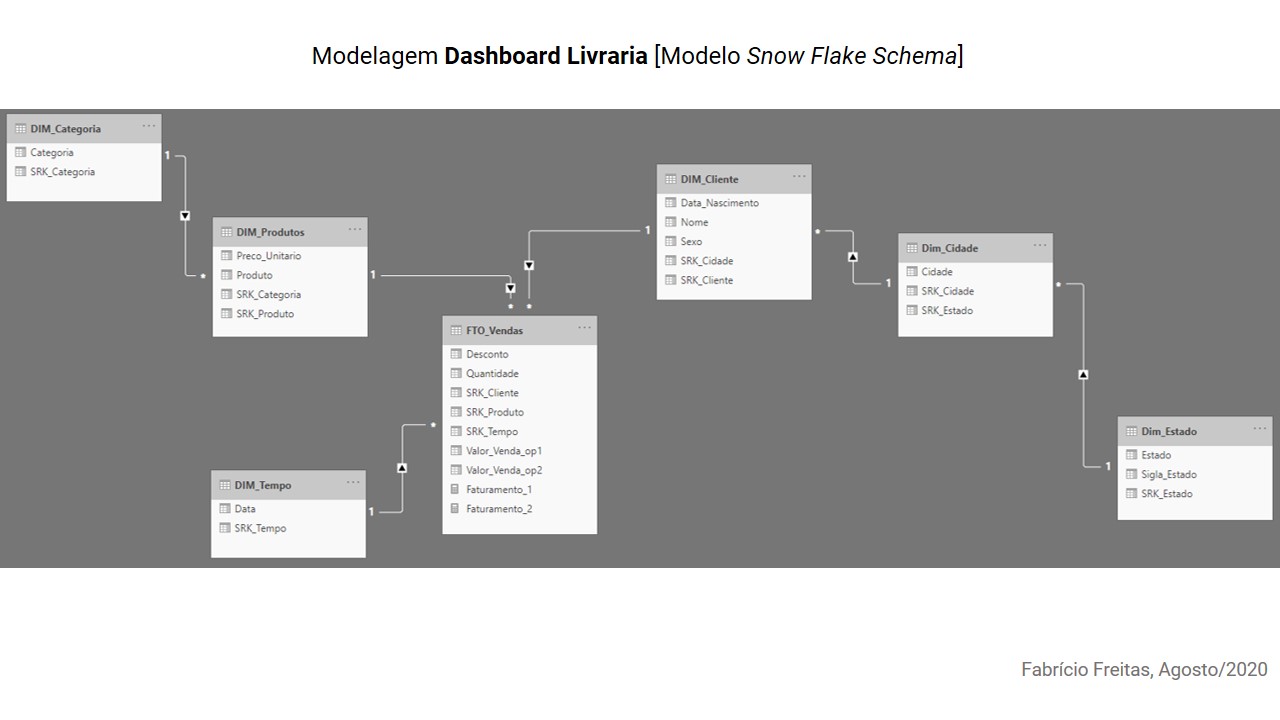 Modelagem Dashboard Livraria [Modelo Snow Flake Schema]
DIM_Categoria
Categoria
SRK_Categoria
1
DIM_Produtos
Preco_Unitario
Produto
SRK_Categoria
SRK_Produto
1
DIM_Cliente
Data_Nascimento
Nome
Sexo
SRK_Cidade
SRK_Cliente
1
Dim_Cidade
Cidade
SRK_Cidade
SRK_Estado
1
FTO_Vendas
Desconto
Quantidade
SRK_Cliente
SRK_Produto
SRK_Tempo
Valor_Venda_op1
Valor_Venda_op2
Faturamento_1
Faturamento_2
DIM_Tempo
Data
SRK_Tempo
1
Dim_Estado
Estado
Sigla_Estado
SRK_Estado
1
Fabrício Freitas, Agosto/2020